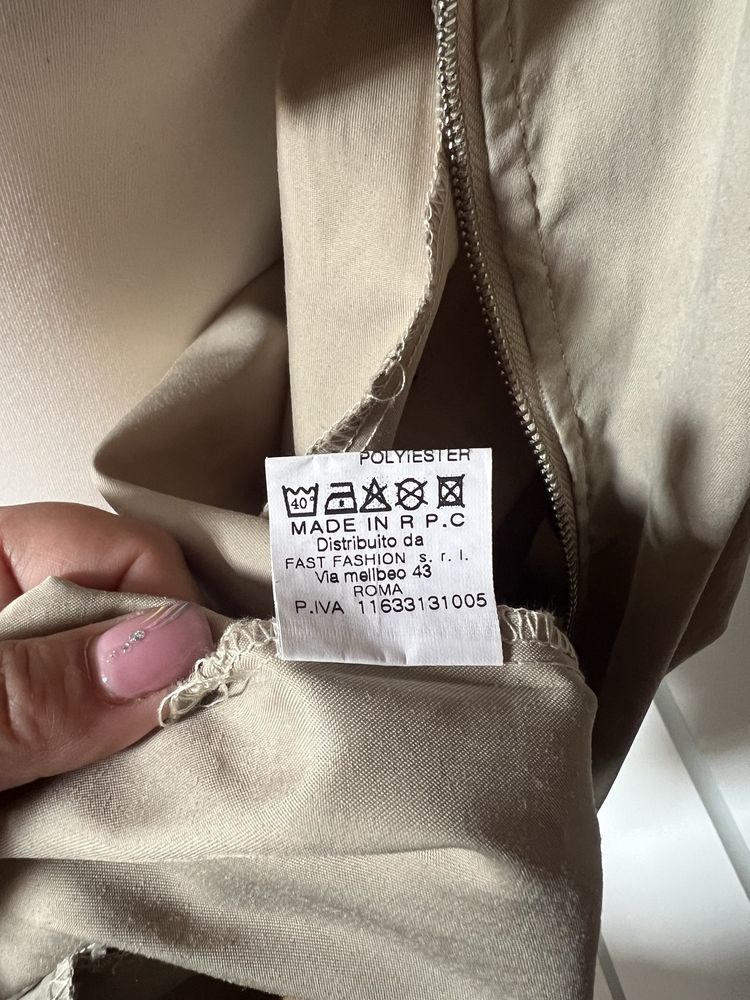 POLYIESTER
40°
MADE IN R P.C
Distribuito da
FAST FASHION s. r. l.
Via mellbeo 43
ROMA
P.IVA 11633131005